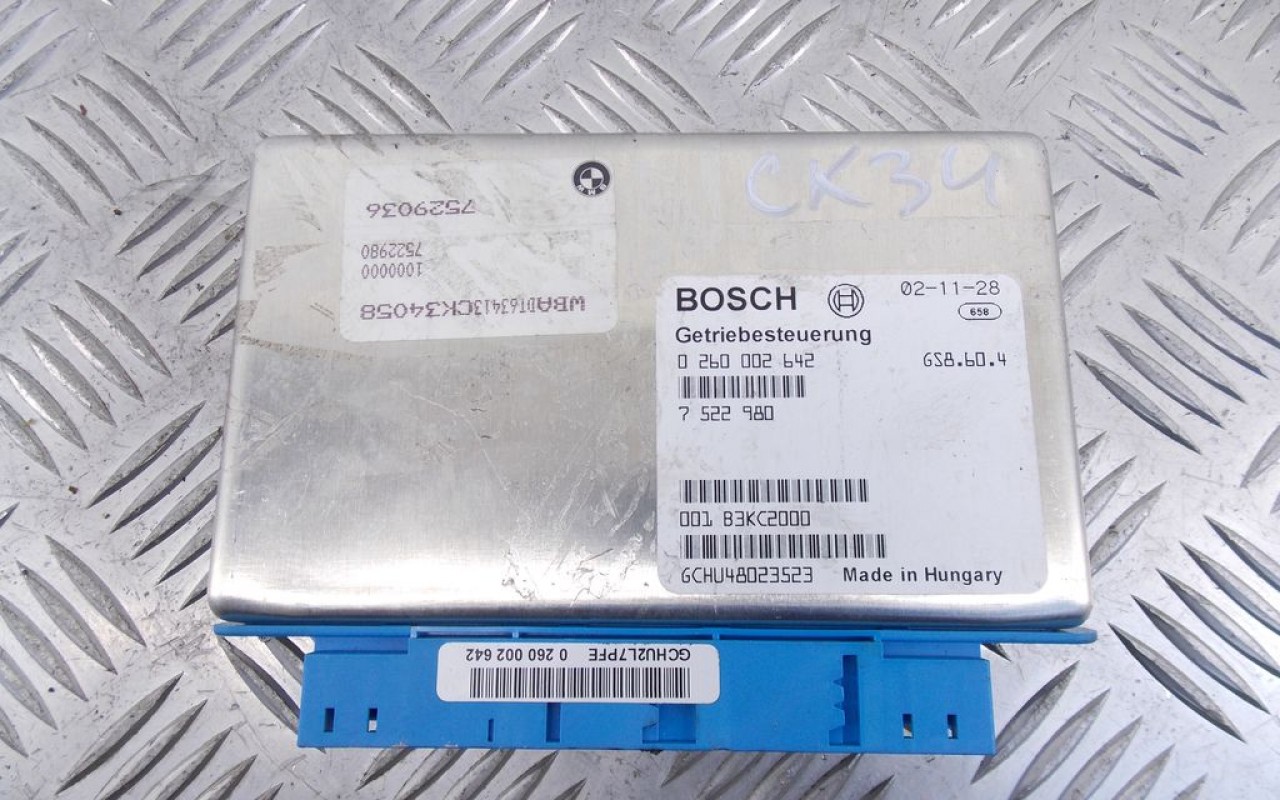 CK34
BMW
7529036
7522980
1000000
WBADT63413CK34058
BOSCH 02-11-28
658
Getriebesteuerung
0 260 002 642 GS8.60.4
7 522 980
001 B3KC2000
GCHU48023523 Made in Hungary
GCHU2L7PFE 0 260 002 642